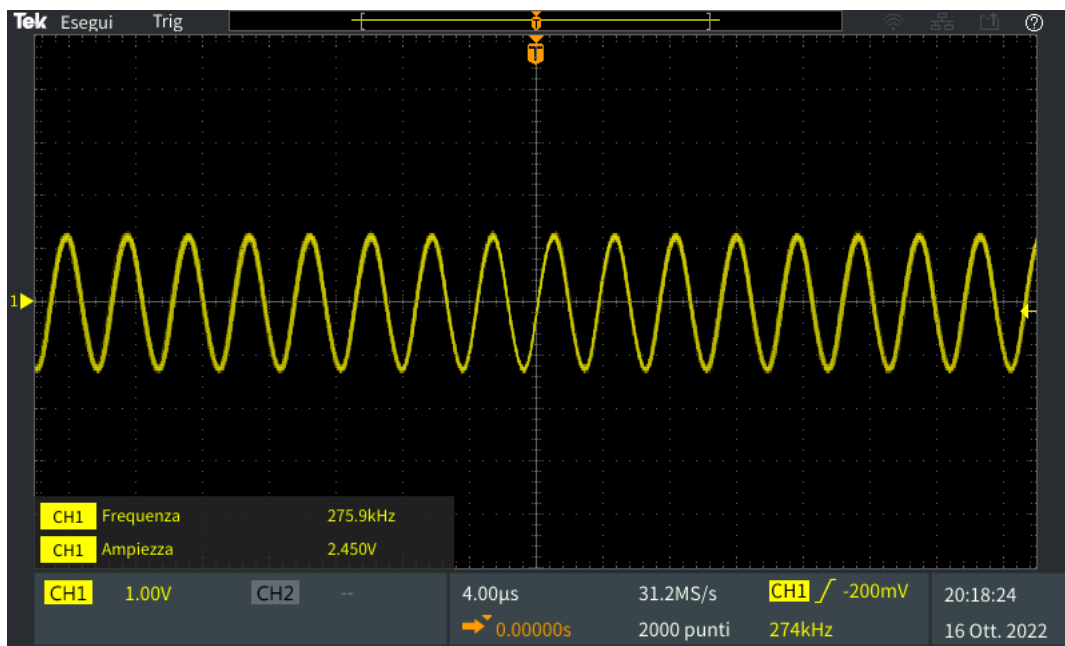 Tek Esegui Trig
T
T
1
CH1 Frequenza 275.9kHz
CH1 Ampiezza 2.450V
CH1 1.00V CH2 -- 4.00µs 31.2MS/s CH1 -200mV 20:18:24
0.00000s 2000 punti 274kHz 16 Ott. 2022